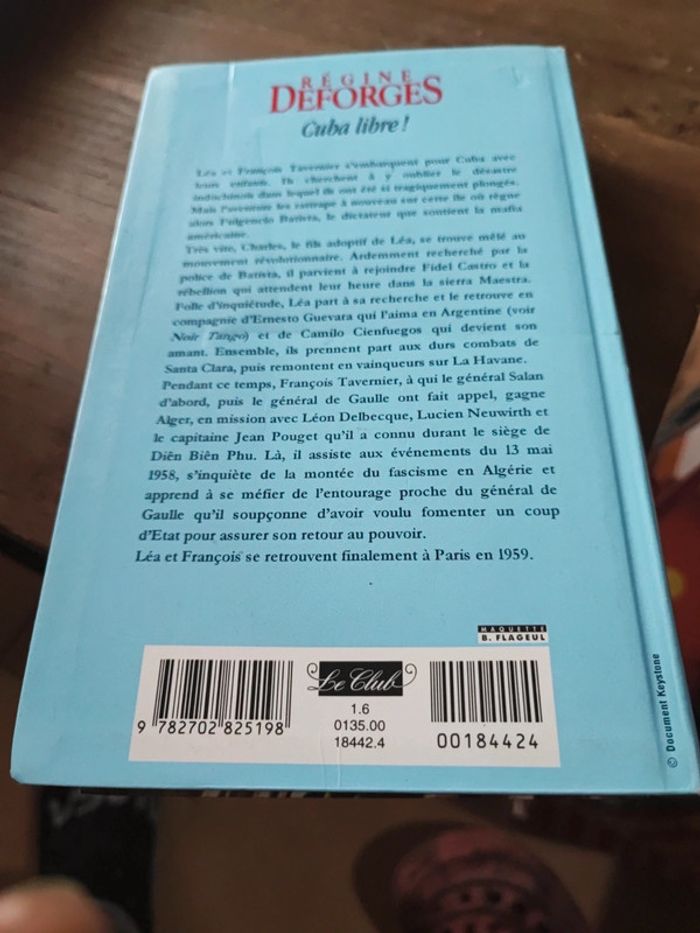 RÉGINE
DEFORGES
Cuba libre !
Léa et François Tavernier s'embarquent pour Cuba avec
leurs enfants. Ils cherchent à y oublier le désastre
indochinois dans lequel ils ont été si tragiquement plongés.
Mais l'aventure les rattrape à nouveau sur cette île où règne
alors Fulgencio Batista, le dictateur que soutient la mafia
américaine.
Très vite, Charles, le fils adoptif de Léa, se trouve mêlé au
mouvement révolutionnaire. Ardemment recherché par la
police de Batista, il parvient à rejoindre Fidel Castro et la
rébellion qui attendent leur heure dans la sierra Maestra.
Folle d'inquiétude, Léa part à sa recherche et le retrouve en
compagnie d'Ernesto Guevara qui l'aima en Argentine (voir
Noir Tango) et de Camilo Cienfuegos qui devient son
amant. Ensemble, ils prennent part aux durs combats de
Santa Clara, puis remontent en vainqueurs sur La Havane.
Pendant ce temps, François Tavernier, à qui le général Salan
d'abord, puis le général de Gaulle ont fait appel, gagne
Alger, en mission avec Léon Delbecque, Lucien Neuwirth et
le capitaine Jean Pouget qu'il a connu durant le siège de
Diên Biên Phu. Là, il assiste aux événements du 13 mai
1958, s'inquiète de la montée du fascisme en Algérie et
apprend à se méfier de l'entourage proche du général de
Gaulle qu'il soupçonne d'avoir voulu fomenter un coup
d'Etat pour assurer son retour au pouvoir.
Léa et François se retrouvent finalement à Paris en 1959.
MAQUETTE
B. FLAGEUL
© Document Keystone
Le Club
1.6
0135.00
18442.4
9 782702 825198
00184424